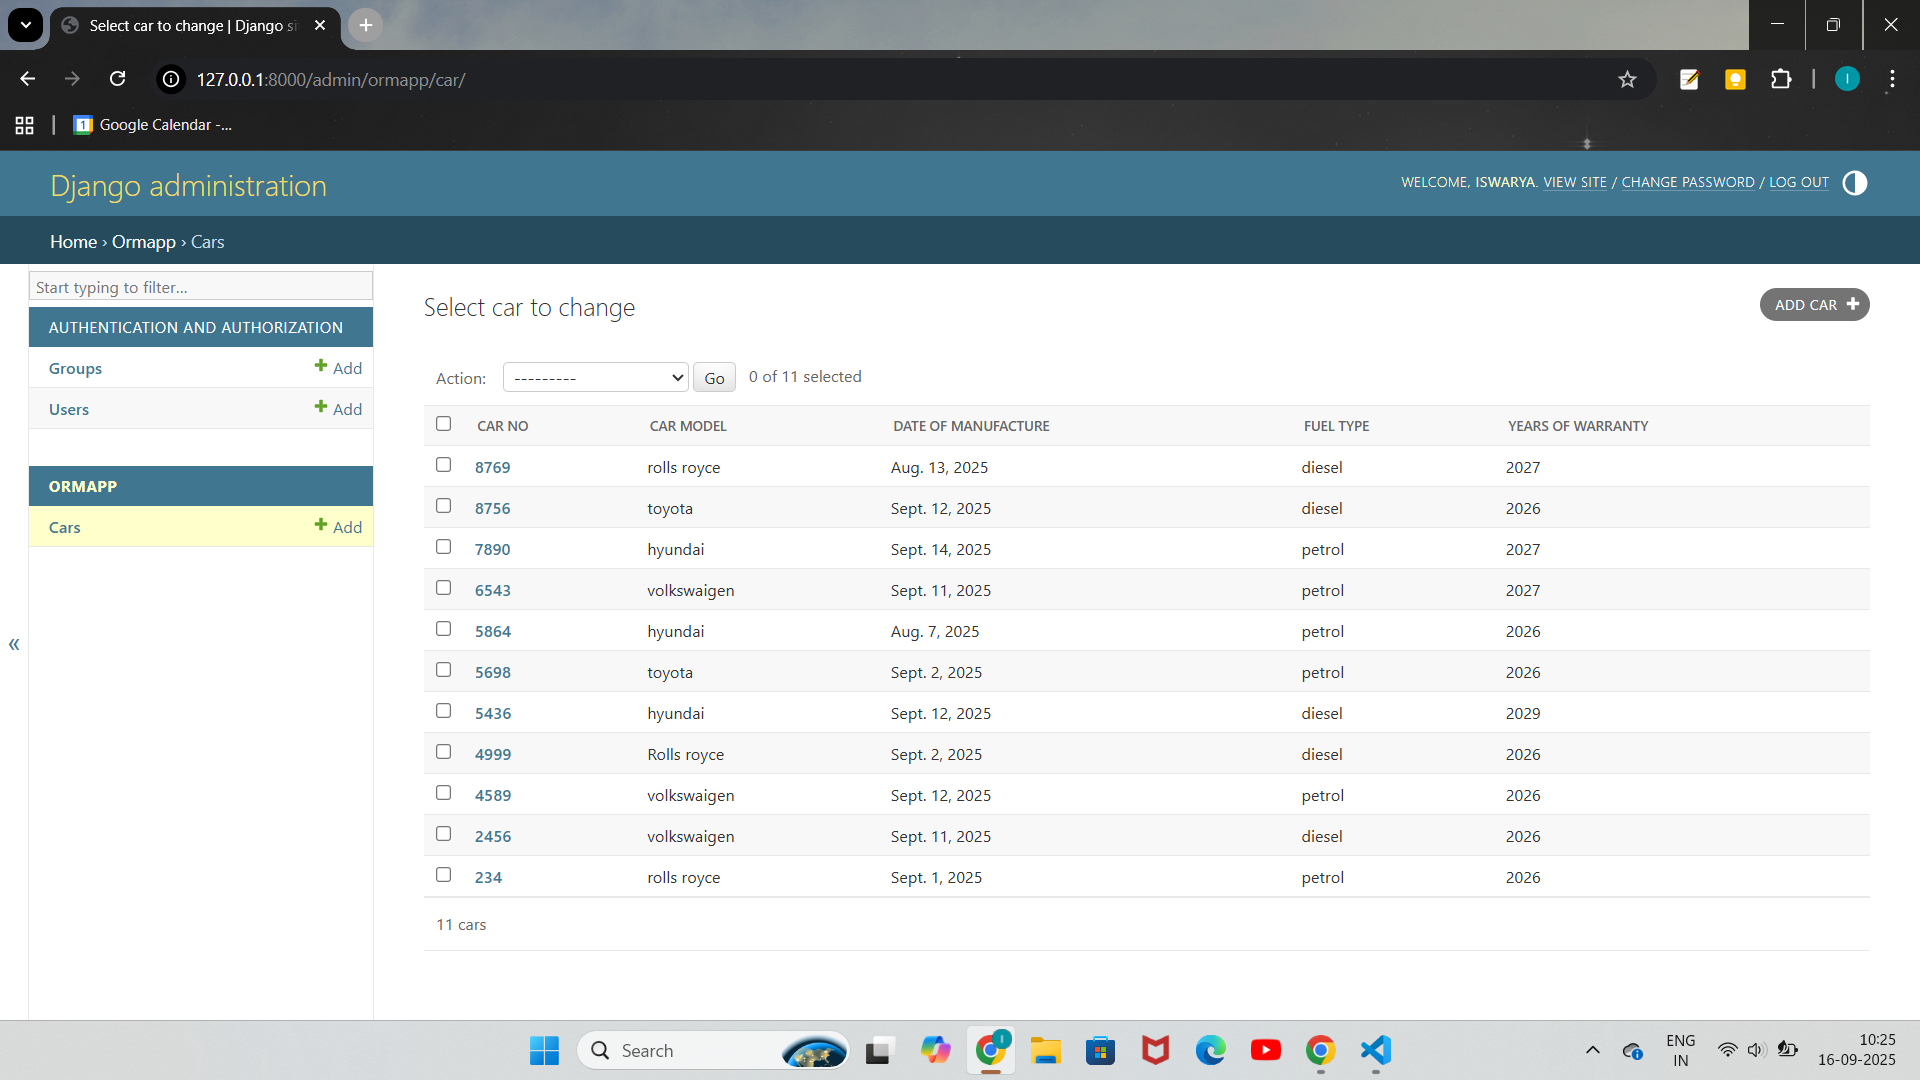 Select car to change | Django si
127.0.0.1:8000/admin/ormapp/car/
I
1 Google Calendar -...
Django administration
WELCOME, ISWARYA. VIEW SITE / CHANGE PASSWORD / LOG OUT
Home › Ormapp › Cars
Start typing to filter...
AUTHENTICATION AND AUTHORIZATION
Groups Add
Users Add
ORMAPP
Cars Add
«
Select car to change
ADD CAR
Action: --------- Go 0 of 11 selected
CAR NO CAR MODEL DATE OF MANUFACTURE FUEL TYPE YEARS OF WARRANTY
8769 rolls royce Aug. 13, 2025 diesel 2027
8756 toyota Sept. 12, 2025 diesel 2026
7890 hyundai Sept. 14, 2025 petrol 2027
6543 volkswaigen Sept. 11, 2025 petrol 2027
5864 hyundai Aug. 7, 2025 petrol 2026
5698 toyota Sept. 2, 2025 petrol 2026
5436 hyundai Sept. 12, 2025 diesel 2029
4999 Rolls royce Sept. 2, 2025 diesel 2026
4589 volkswaigen Sept. 12, 2025 petrol 2026
2456 volkswaigen Sept. 11, 2025 diesel 2026
234 rolls royce Sept. 1, 2025 petrol 2026
11 cars
Search
I
ENG
IN
10:25
16-09-2025